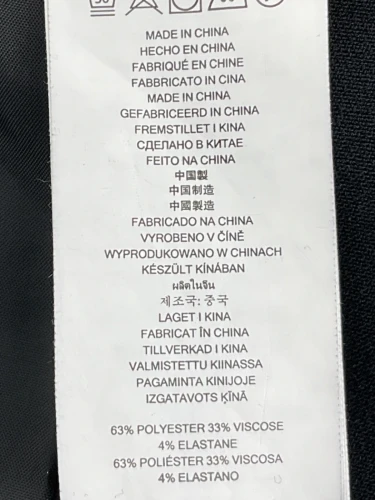 30
MADE IN CHINA
HECHO EN CHINA
FABRIQUÉ EN CHINE
FABBRICATO IN CINA
MADE IN CHINA
GEFABRICEERD IN CHINA
FREMSTILLET I KINA
СДЕЛАНО В КИТАЕ
FEITO NA CHINA
中国製
中国制造
中國製造
FABRICADO NA CHINA
VYROBENO V ČÍNĚ
WYPRODUKOWANO W CHINACH
KÉSZÜLT KÍNÁBAN
ผลิตในจีน
제조국: 중국
LAGET I KINA
FABRICAT ÎN CHINA
TILLVERKAD I KINA
VALMISTETTU KIINASSA
PAGAMINTA KINIJOJE
IZGATAVOTS ĶĪNĀ
63% POLYESTER 33% VISCOSE
4% ELASTANE
63% POLIÉSTER 33% VISCOSA
4% ELASTANO